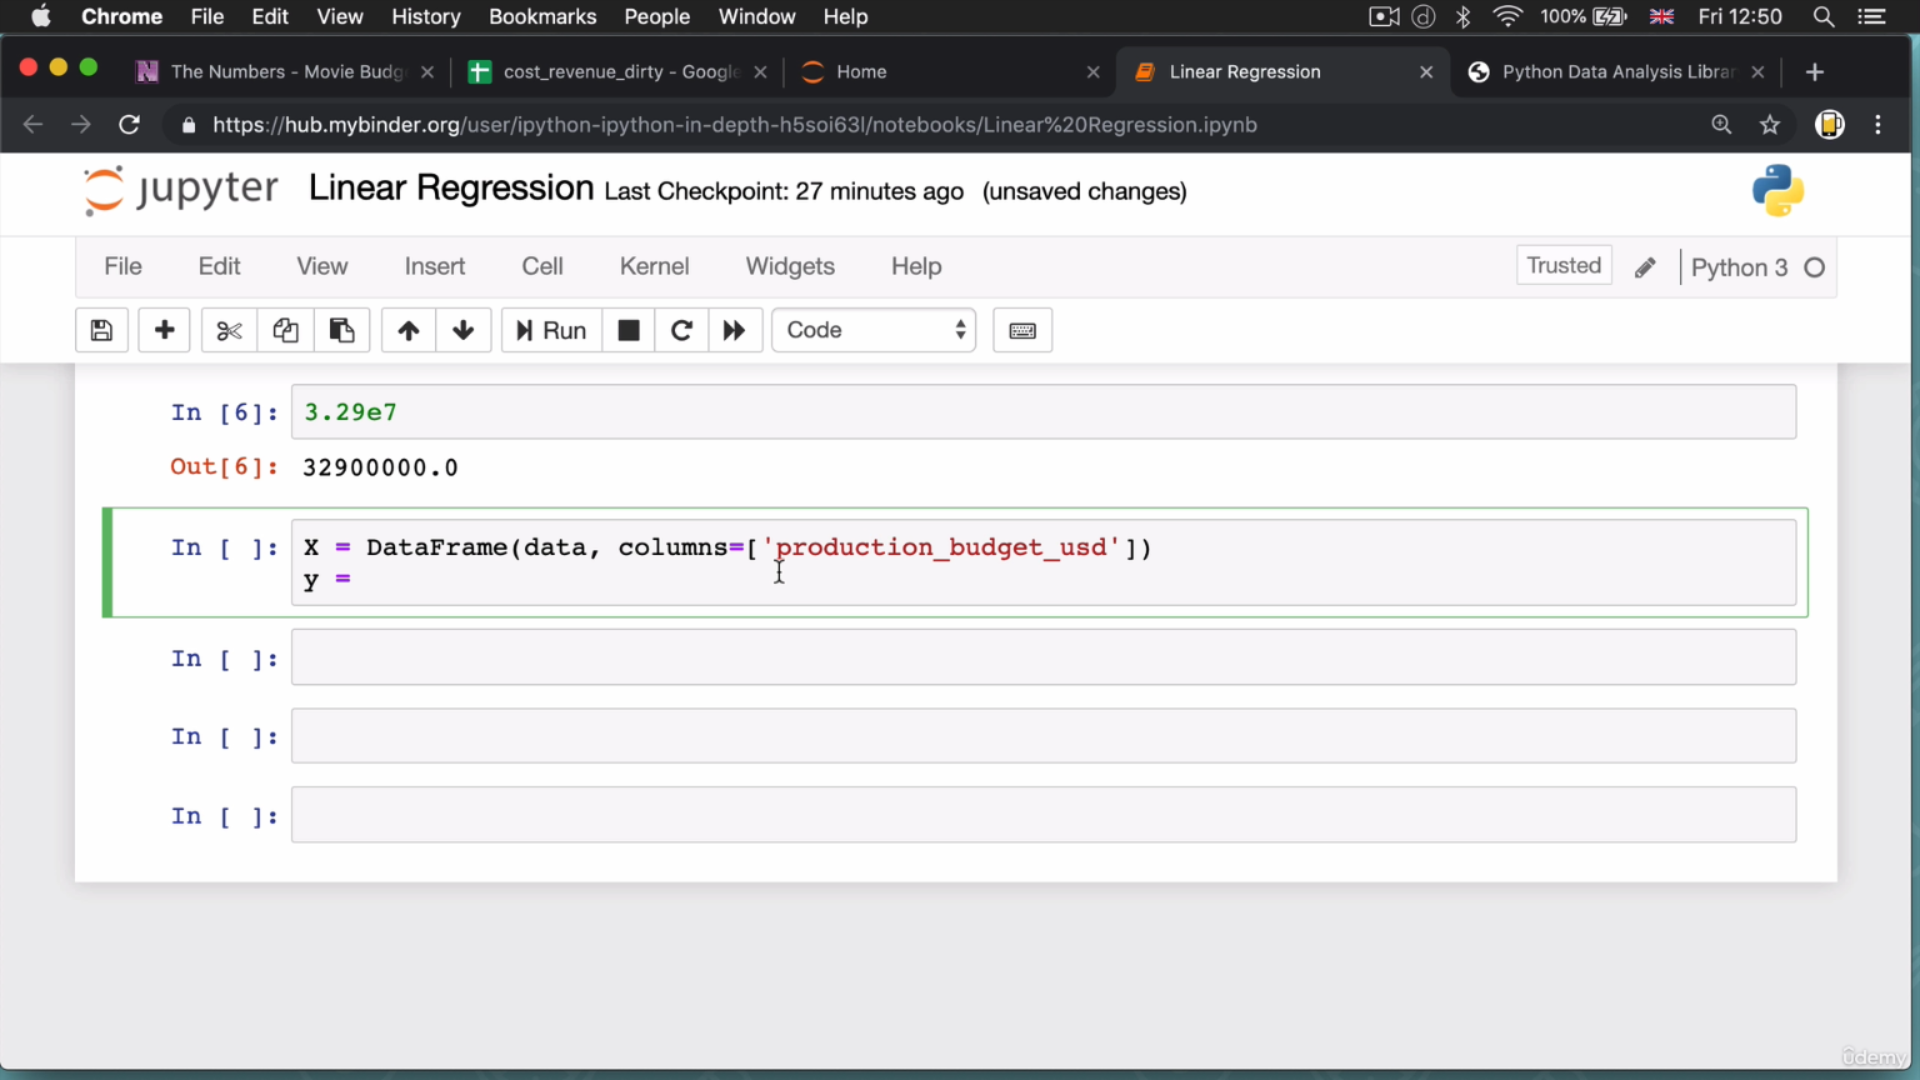 Chrome File Edit View History Bookmarks People Window Help 100% Fri 12:50
The Numbers - Movie Budg cost_revenue_dirty - Google Home Linear Regression Python Data Analysis Librar
https://hub.mybinder.org/user/ipython-ipython-in-depth-h5soi63l/notebooks/Linear%20Regression.ipynb
jupyter Linear Regression Last Checkpoint: 27 minutes ago (unsaved changes)
File Edit View Insert Cell Kernel Widgets Help Trusted Python 3
Run Code
In [6]: 3.29e7
Out[6]: 32900000.0
In [ ]: X = DataFrame(data, columns=['production_budget_usd'])
y =
In [ ]:
In [ ]:
In [ ]:
ûdemy